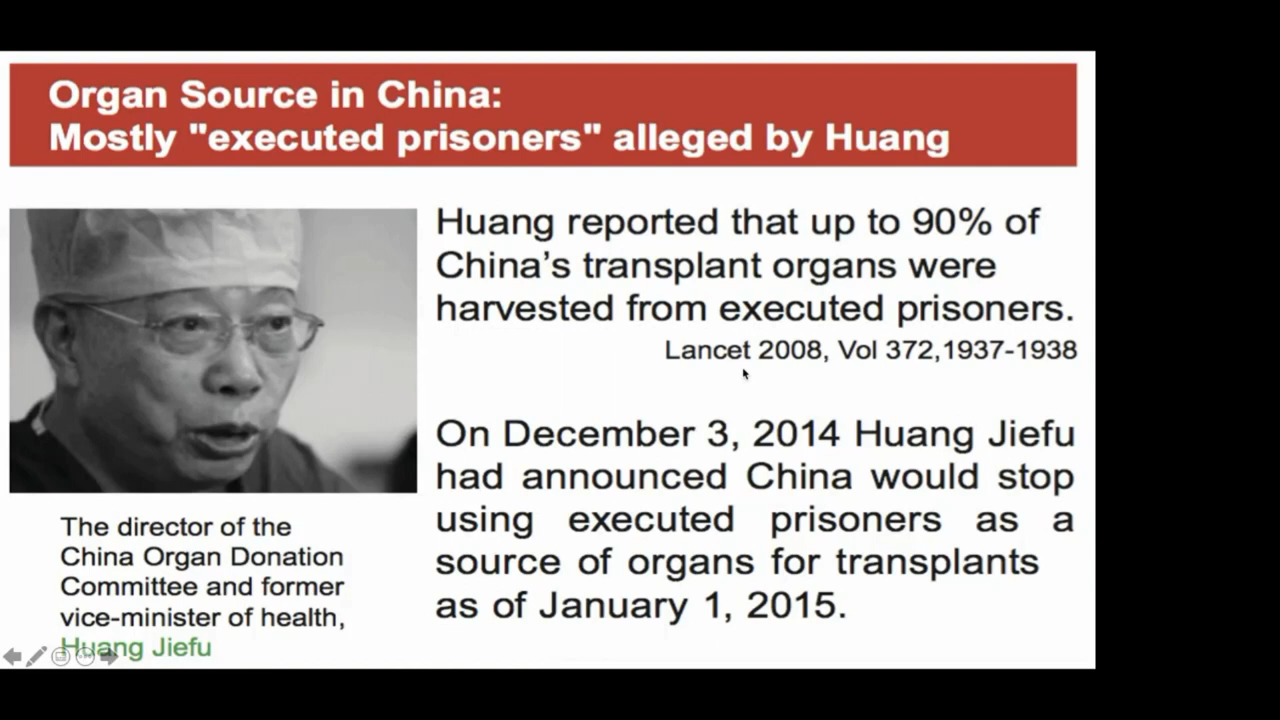 Organ Source in China:
Mostly "executed prisoners" alleged by Huang
Huang reported that up to 90% of
China’s transplant organs were
harvested from executed prisoners.
Lancet 2008, Vol 372,1937-1938
On December 3, 2014 Huang Jiefu
had announced China would stop
using executed prisoners as a
source of organs for transplants
as of January 1, 2015.
The director of the
China Organ Donation
Committee and former
vice-minister of health,
Huang Jiefu